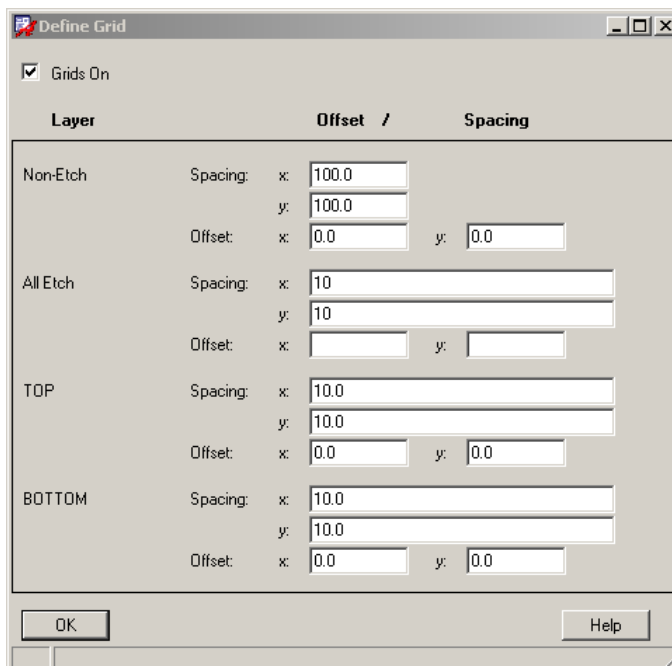 Define Grid
Grids On
Layer Offset / Spacing
Non-Etch Spacing: x: 100.0
y: 100.0
Offset: x: 0.0 y: 0.0
All Etch Spacing: x: 10
y: 10
Offset: x: y:
TOP Spacing: x: 10.0
y: 10.0
Offset: x: 0.0 y: 0.0
BOTTOM Spacing: x: 10.0
y: 10.0
Offset: x: 0.0 y: 0.0
OK Help